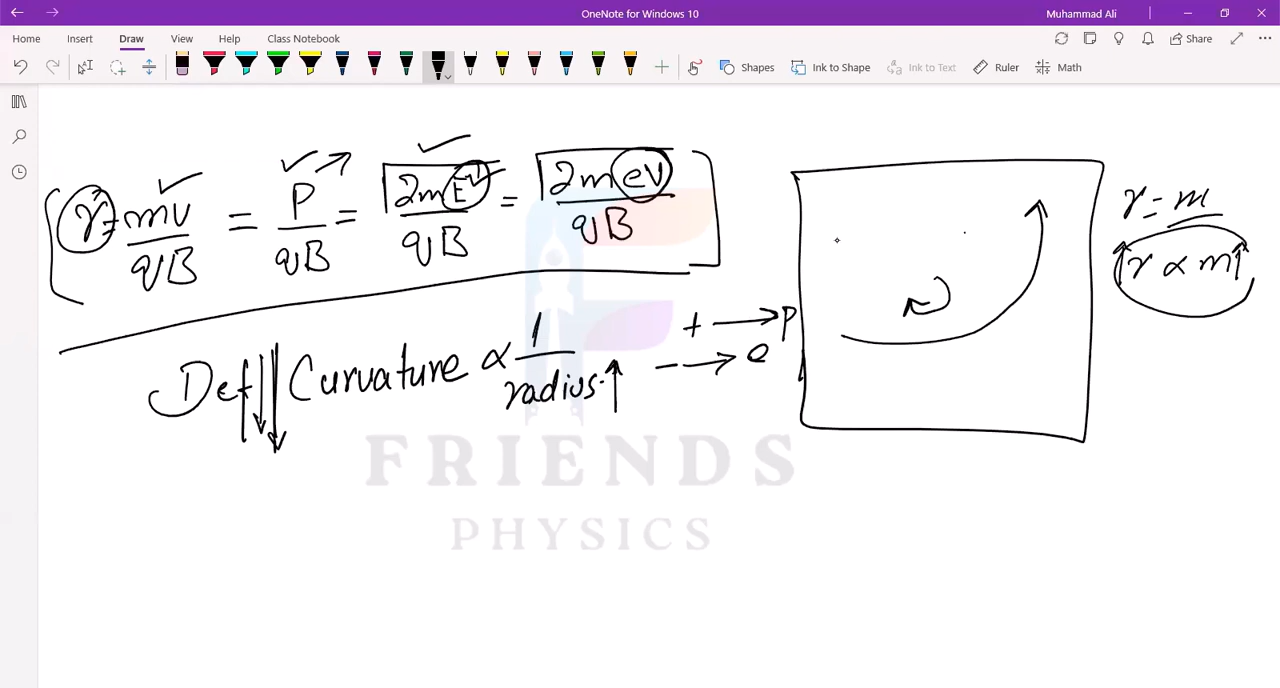 OneNote for Windows 10
Muhammad Ali
Home Insert Draw View Help Class Notebook
Share
Shapes Ink to Shape Ink to Text Ruler Math
r = mv/qB = P/qB = √2mE/qB = √2meV/qB
r = m
r ∝ m
Def Curvature ∝ 1/radius
+ → P
- → e
FRIENDS
PHYSICS